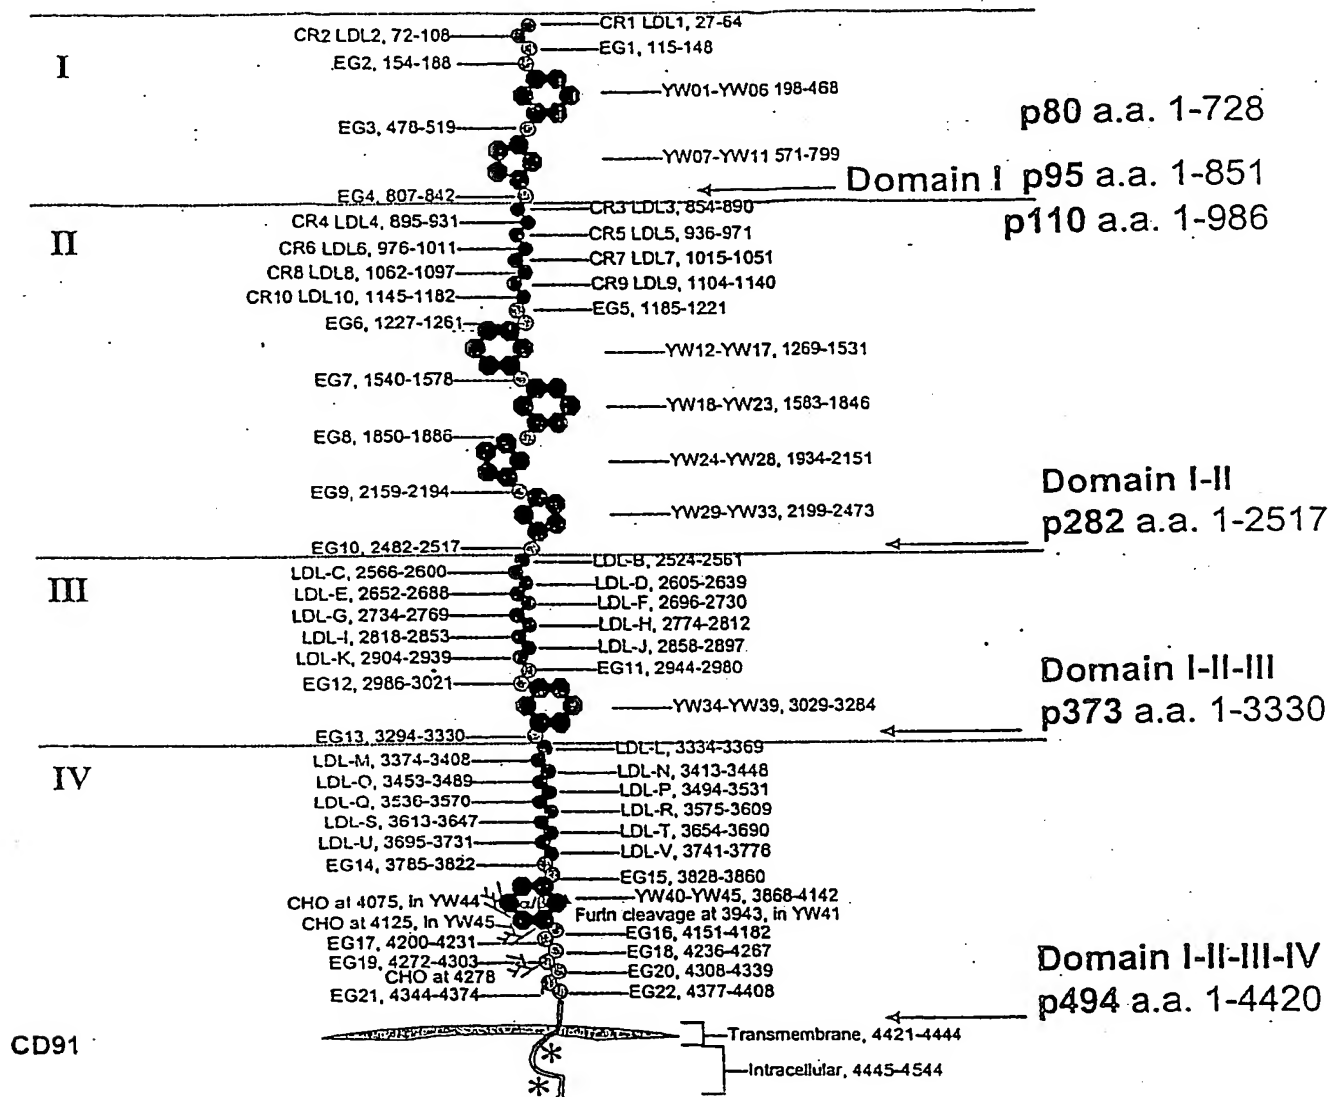 CR1 LDL1, 27-64
CR2 LDL2, 72-108
EG1, 115-148
I
EG2, 154-188
YW01-YW06 198-468
p80 a.a. 1-728
EG3, 478-519
YW07-YW11 571-799
Domain I p95 a.a. 1-851
EG4, 807-842
CR3 LDL3, 854-890
p110 a.a. 1-986
CR4 LDL4, 895-931
II
CR5 LDL5, 936-971
CR6 LDL6, 976-1011
CR7 LDL7, 1015-1051
CR8 LDL8, 1062-1097
CR9 LDL9, 1104-1140
CR10 LDL10, 1145-1182
EG5, 1185-1221
EG6, 1227-1261
YW12-YW17, 1269-1531
EG7, 1540-1578
YW18-YW23, 1583-1846
EG8, 1850-1886
YW24-YW28, 1934-2151
EG9, 2159-2194
Domain I-II
YW29-YW33, 2199-2473
p282 a.a. 1-2517
EG10, 2482-2517
LDL-B, 2524-2561
LDL-C, 2566-2600
LDL-D, 2605-2639
III
LDL-E, 2652-2688
LDL-F, 2696-2730
LDL-G, 2734-2769
LDL-H, 2774-2812
LDL-I, 2818-2853
LDL-J, 2858-2897
LDL-K, 2904-2939
EG11, 2944-2980
Domain I-II-III
EG12, 2986-3021
YW34-YW39, 3029-3284
p373 a.a. 1-3330
EG13, 3294-3330
LDL-L, 3334-3369
LDL-M, 3374-3408
LDL-N, 3413-3448
IV
LDL-O, 3453-3489
LDL-P, 3494-3531
LDL-Q, 3536-3570
LDL-R, 3575-3609
LDL-S, 3613-3647
LDL-T, 3654-3690
LDL-U, 3695-3731
LDL-V, 3741-3778
EG14, 3785-3822
EG15, 3828-3860
YW40-YW45, 3868-4142
CHO at 4075, in YW44
α/β
Furin cleavage at 3943, in YW41
CHO at 4125, in YW45
EG16, 4151-4182
EG17, 4200-4231
EG18, 4236-4267
EG19, 4272-4303
Domain I-II-III-IV
EG20, 4308-4339
CHO at 4278
EG21, 4344-4374
EG22, 4377-4408
p494 a.a. 1-4420
Transmembrane, 4421-4444
CD91
*
Intracellular, 4445-4544
*